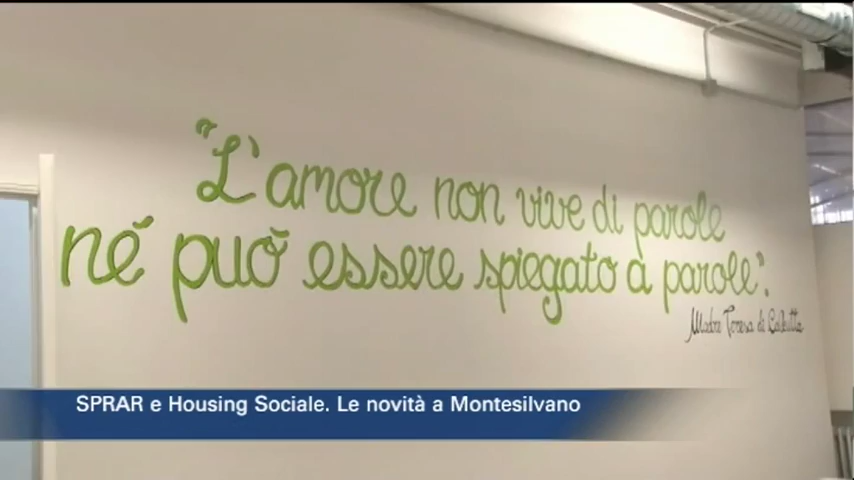 "L'amore non vive di parole
né può essere spiegato a parole".
Madre Teresa di Calcutta
SPRAR e Housing Sociale. Le novità a Montesilvano